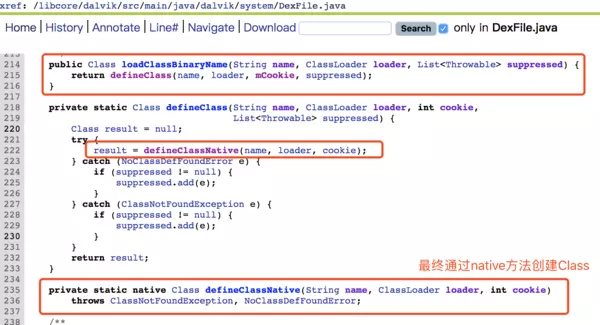 xref: /libcore/dalvik/src/main/java/dalvik/system/DexFile.java
Home | History | Annotate | Line# | Navigate | Download Search only in DexFile.java
214 public Class loadClassBinaryName(String name, ClassLoader loader, List<Throwable> suppressed) {
215 return defineClass(name, loader, mCookie, suppressed);
216 }
217
218 private static Class defineClass(String name, ClassLoader loader, int cookie,
219 List<Throwable> suppressed) {
220 Class result = null;
221 try {
222 result = defineClassNative(name, loader, cookie);
223 } catch (NoClassDefFoundError e) {
224 if (suppressed != null) {
225 suppressed.add(e);
226 }
227 } catch (ClassNotFoundException e) {
228 if (suppressed != null) {
229 suppressed.add(e);
230 }
231 }
232 return result;
233 }
234 最终通过native方法创建Class
235 private static native Class defineClassNative(String name, ClassLoader loader, int cookie)
236 throws ClassNotFoundException, NoClassDefFoundError;
237
238 /**